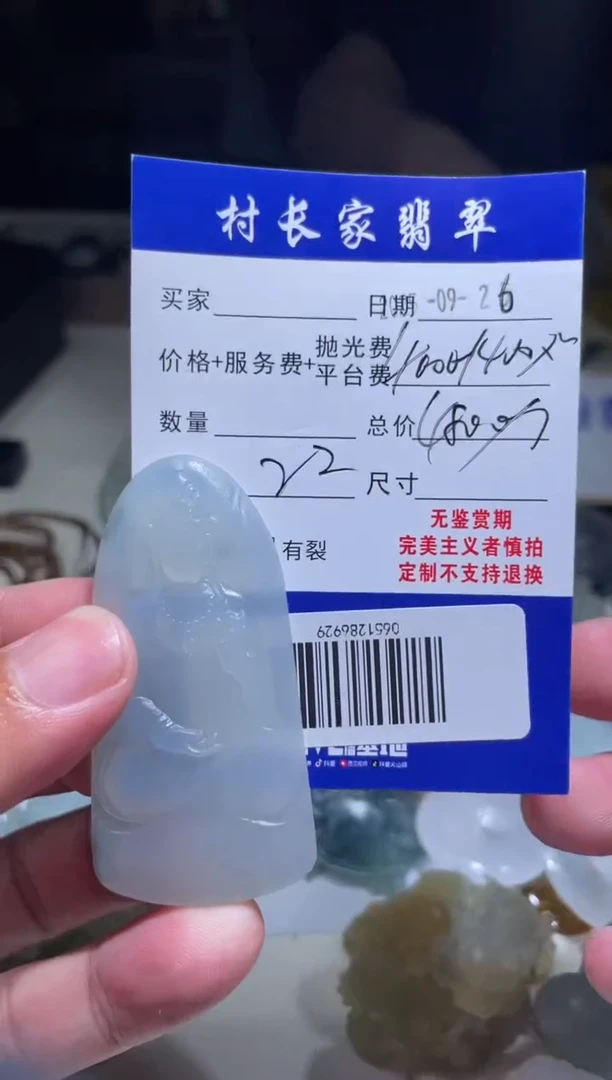 村长家翡翠
买家 日期 -09-26
价格+服务费+抛光费平台费
数量 总价
22 尺寸
有裂
无鉴赏期
完美主义者慎拍
定制不支持退换
0651286929